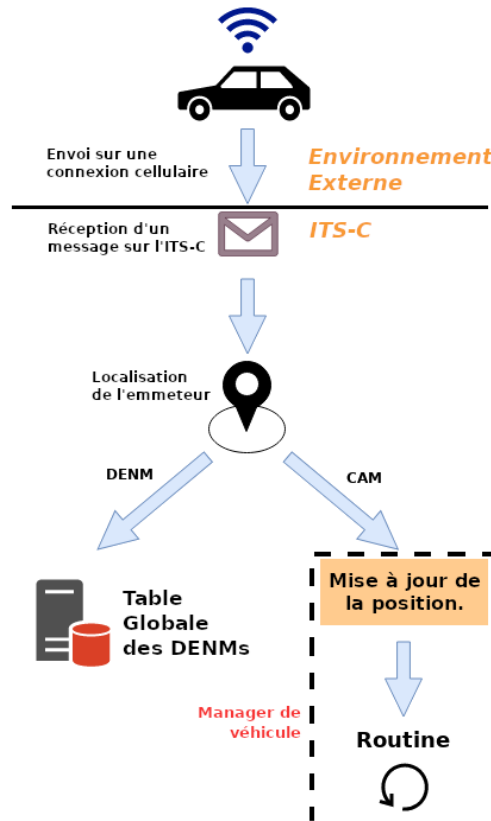 Envoi sur une
connexion cellulaire
Environnement
Externe
Réception d'un
message sur l'ITS-C
ITS-C
Localisation
de l'emmeteur
DENM
CAM
Table
Globale
des DENMs
Mise à jour de
la position.
Manager de
véhicule
Routine